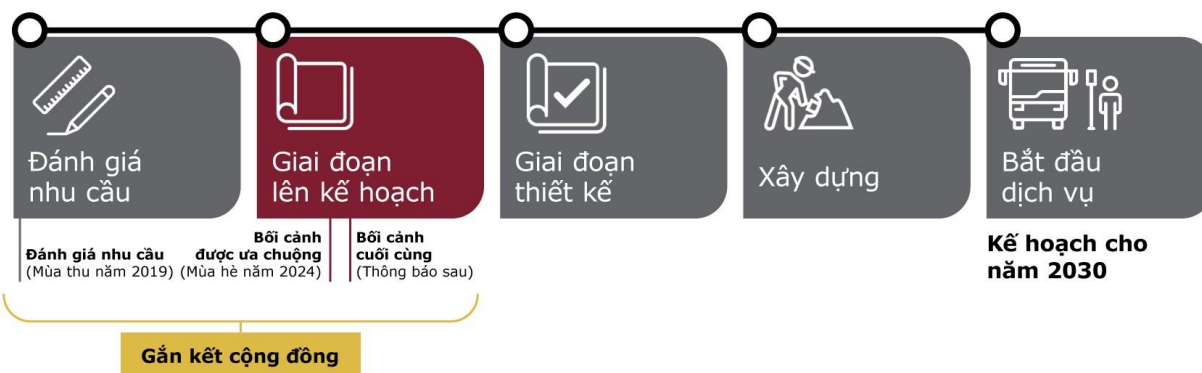 Đánh giá
nhu cầu
Giai đoạn
lên kế hoạch
Giai đoạn
thiết kế
Xây dựng
Bắt đầu
dịch vụ
Đánh giá nhu cầu
(Mùa thu năm 2019)
Bối cảnh
được ưa chuộng
(Mùa hè năm 2024)
Bối cảnh
cuối cùng
(Thông báo sau)
Kế hoạch cho
năm 2030
Gắn kết cộng đồng